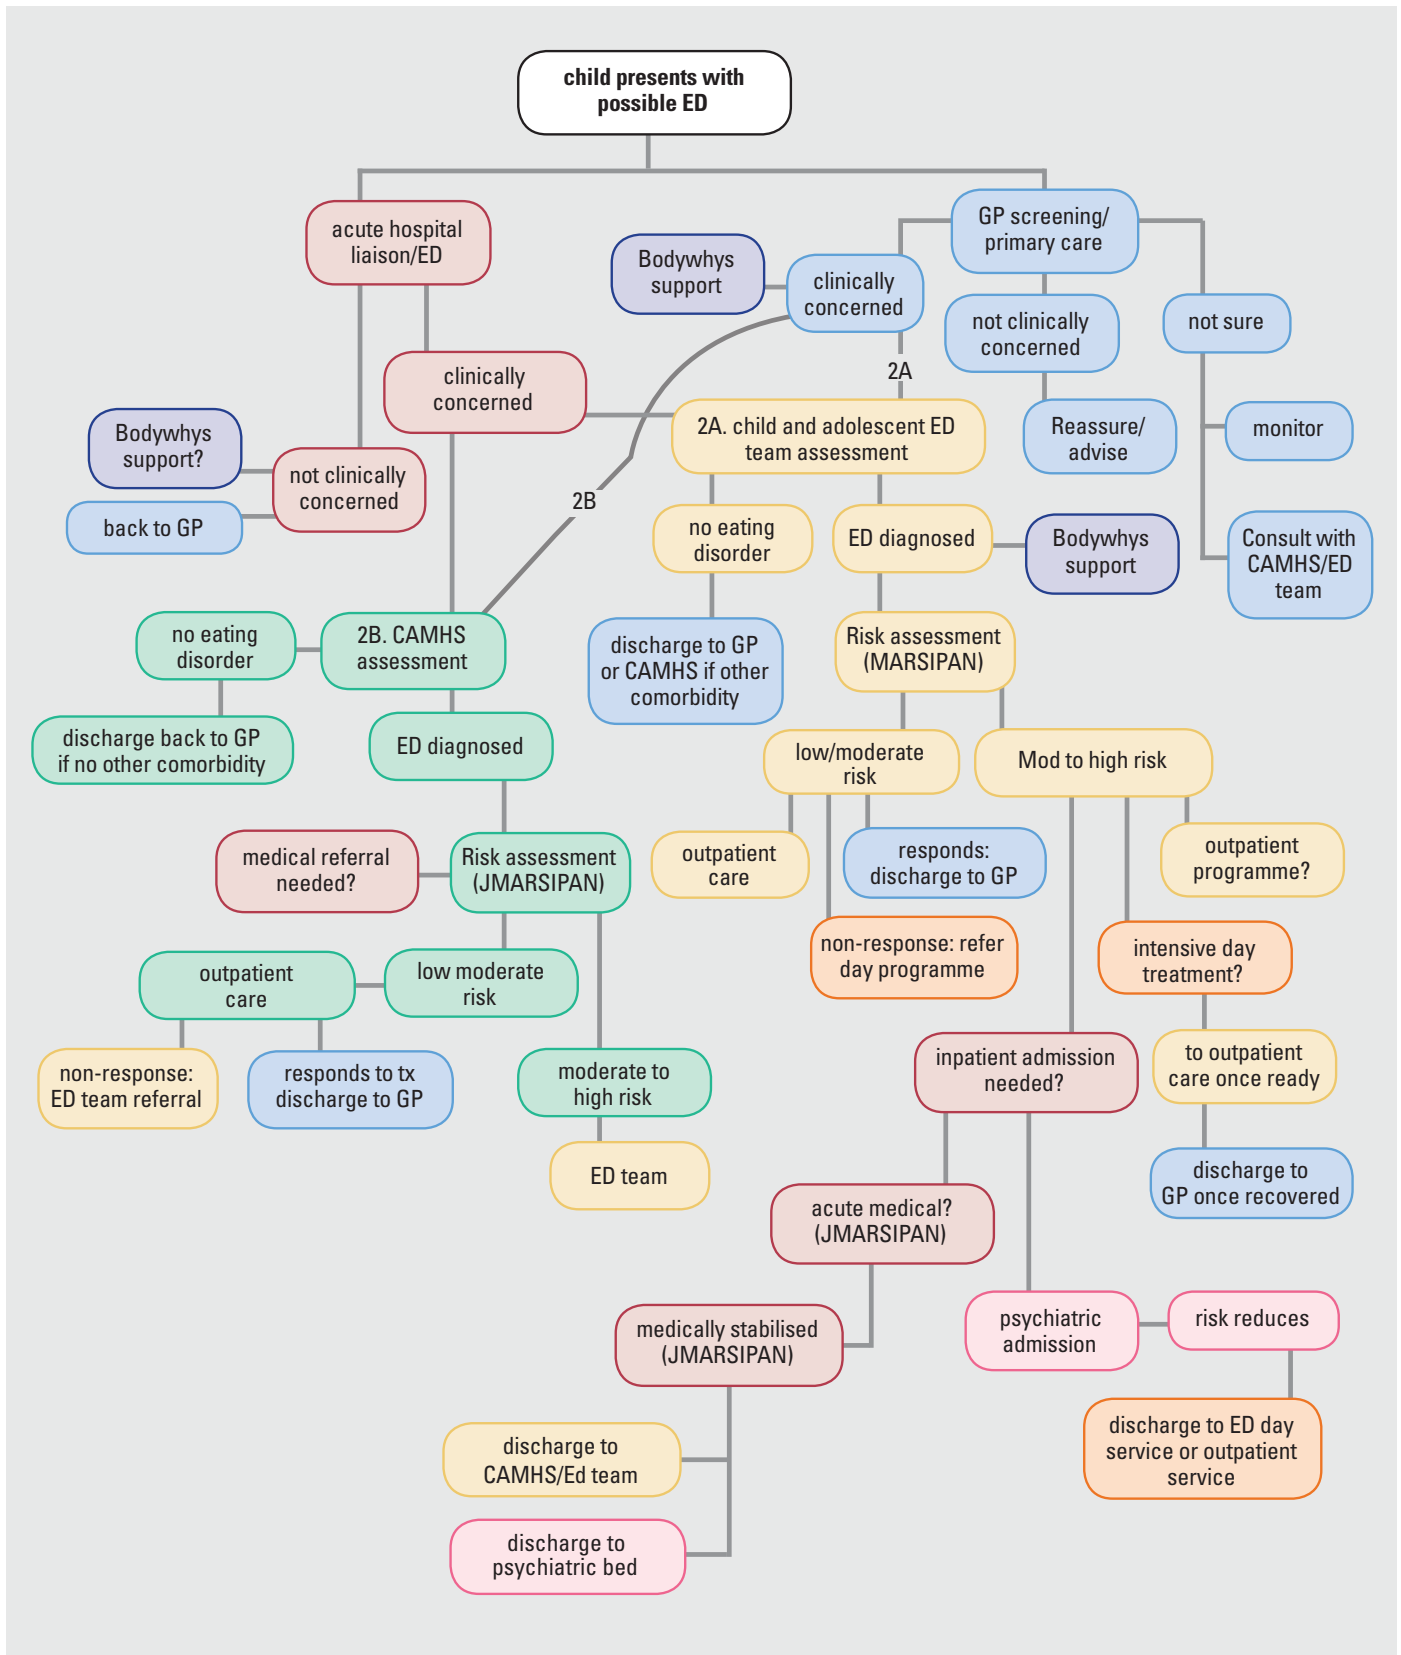 child presents with
possible ED
acute hospital
liaison/ED
GP screening/
primary care
Bodywhys
support
clinically
concerned
not clinically
concerned
not sure
clinically
concerned
2A
Bodywhys
support?
not clinically
concerned
back to GP
2A. child and adolescent ED
team assessment
Reassure/
advise
monitor
2B
no eating
disorder
ED diagnosed
Bodywhys
support
Consult with
CAMHS/ED
team
no eating
disorder
2B. CAMHS
assessment
discharge to GP
or CAMHS if other
comorbidity
Risk assessment
(MARSIPAN)
discharge back to GP
if no other comorbidity
ED diagnosed
low/moderate
risk
Mod to high risk
medical referral
needed?
Risk assessment
(JMARSIPAN)
outpatient
care
responds:
discharge to GP
outpatient
programme?
non-response: refer
day programme
intensive day
treatment?
outpatient
care
low moderate
risk
non-response:
ED team referral
responds to tx
discharge to GP
moderate to
high risk
inpatient admission
needed?
to outpatient
care once ready
ED team
discharge to
GP once recovered
acute medical?
(JMARSIPAN)
medically stabilised
(JMARSIPAN)
psychiatric
admission
risk reduces
discharge to
CAMHS/Ed team
discharge to ED day
service or outpatient
service
discharge to
psychiatric bed